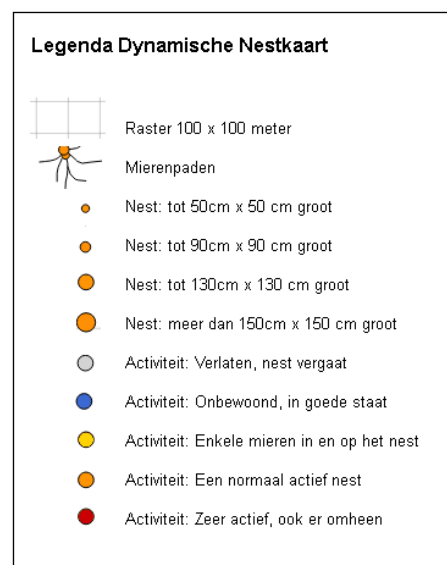 Legenda Dynamische Nestkaart
Raster 100 x 100 meter
Mierenpaden
Nest: tot 50cm x 50 cm groot
Nest: tot 90cm x 90 cm groot
Nest: tot 130cm x 130 cm groot
Nest: meer dan 150cm x 150 cm groot
Activiteit: Verlaten, nest vergaat
Activiteit: Onbewoond, in goede staat
Activiteit: Enkele mieren in en op het nest
Activiteit: Een normaal actief nest
Activiteit: Zeer actief, ook er omheen